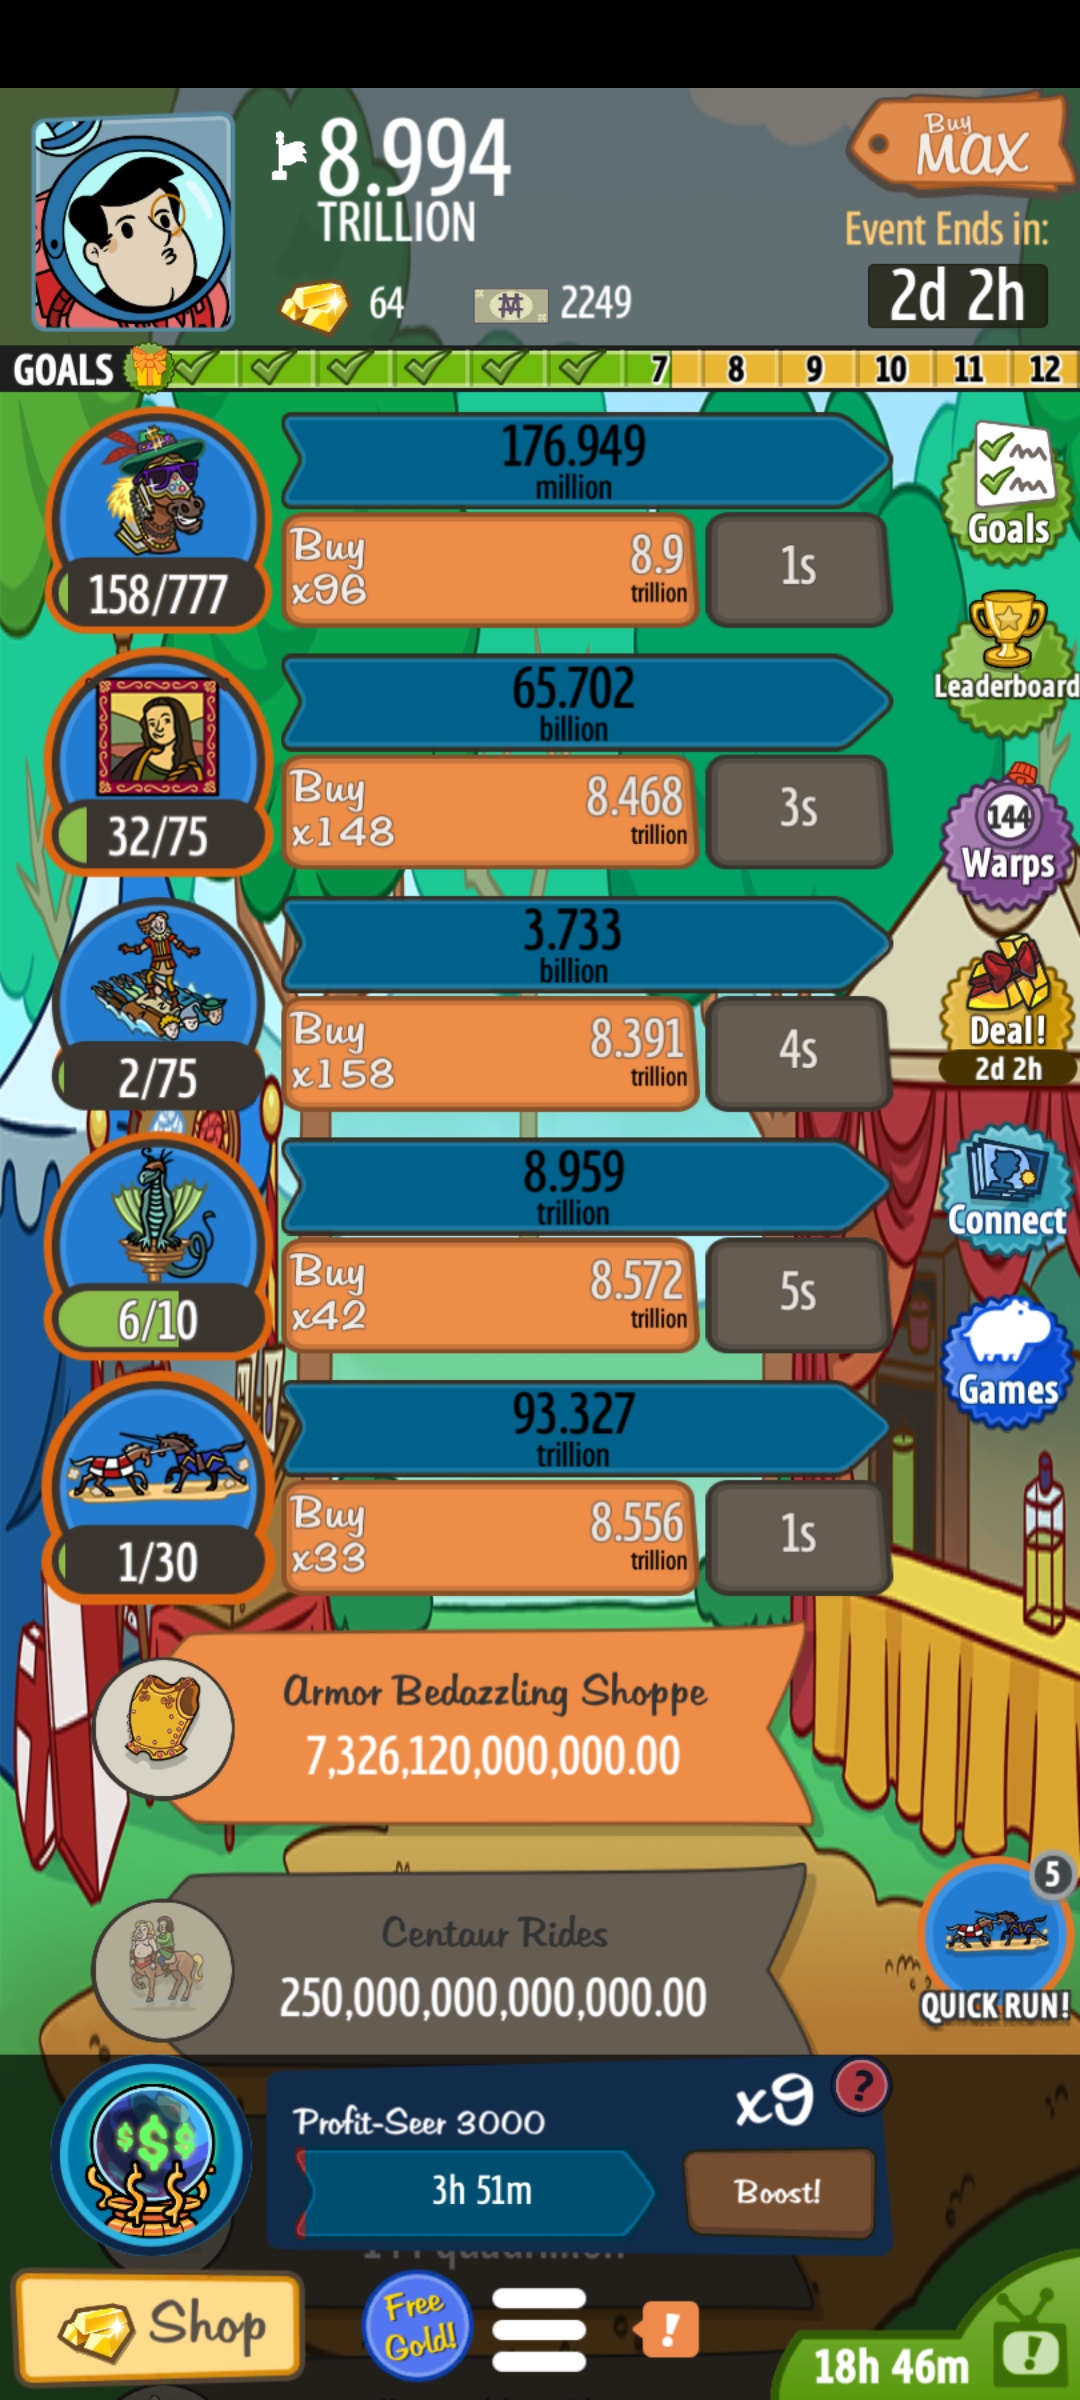 8.994
TRILLION
Buy
MAX
Event Ends in:
2d 2h
64
2249
GOALS
7 8 9 10 11 12
176.949
million
Buy
x96
8.9
trillion
1s
158/777
Goals
Leaderboard
65.702
billion
Buy
x148
8.468
trillion
3s
32/75
144
Warps
3.733
billion
Buy
x158
8.391
trillion
4s
2/75
Deal!
2d 2h
8.959
trillion
Buy
x42
8.572
trillion
5s
6/10
Connect
Games
93.327
trillion
Buy
x33
8.556
trillion
1s
1/30
Armor Bedazzling Shoppe
7,326,120,000,000.00
Centaur Rides
250,000,000,000,000.00
5
QUICK RUN!
$$$
Profit-Seer 3000
x9
?
3h 51m
Boost!
Shop
Free
Gold!
!
18h 46m
!